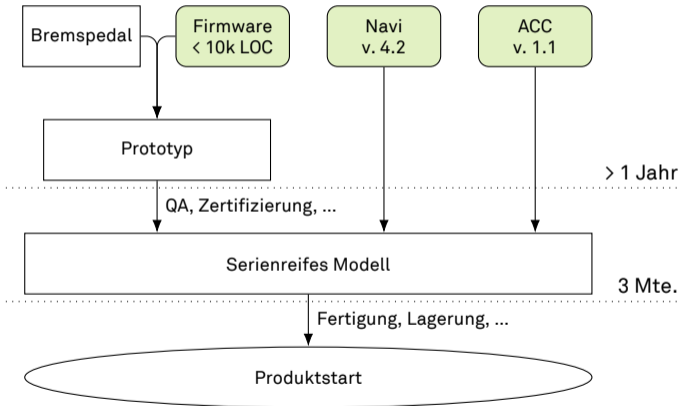 Bremspedal
Firmware
< 10k LOC
Navi
v. 4.2
ACC
v. 1.1
Prototyp
> 1 Jahr
QA, Zertifizierung, ...
Serienreifes Modell
3 Mte.
Fertigung, Lagerung, ...
Produktstart